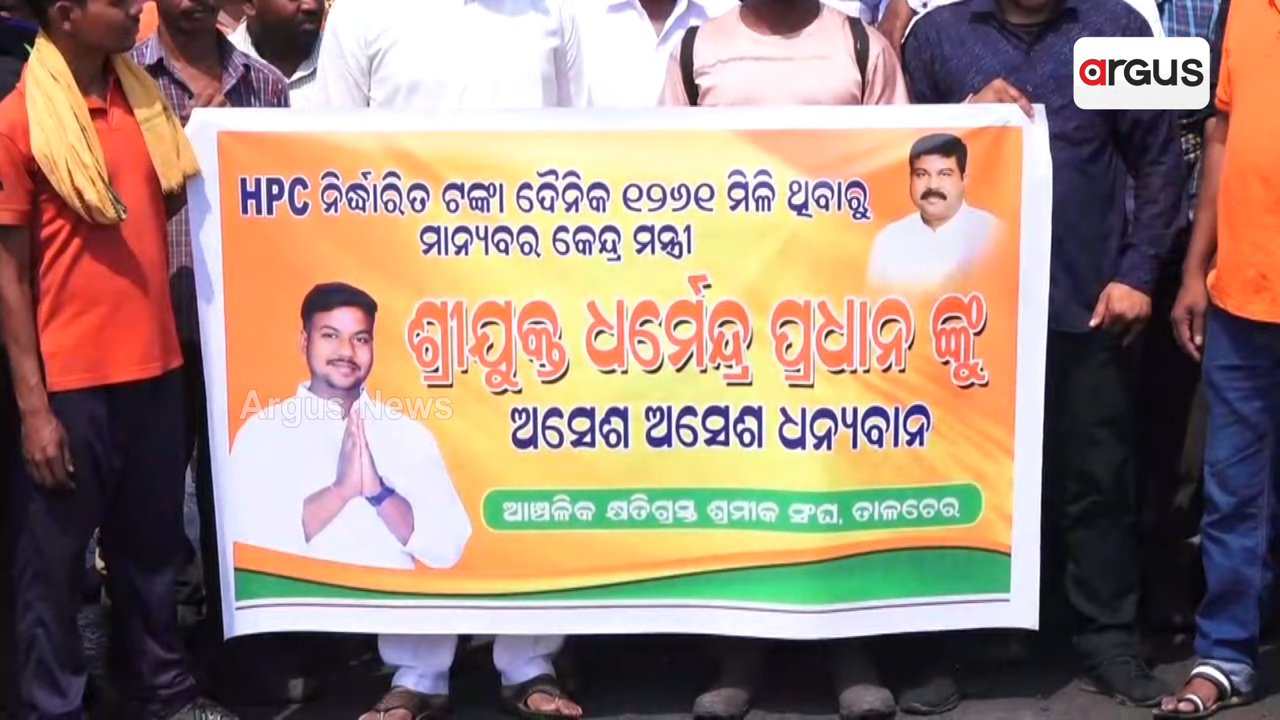 argus
HPC ନିର୍ଦ୍ଧାରିତ ଟଙ୍କା ଦୈନିକ ୧୨୬୧ ମିଳି ଥିବାରୁ
ମାନ୍ୟବର କେନ୍ଦ୍ର ମନ୍ତ୍ରୀ
ଶ୍ରୀଯୁକ୍ତ ଧର୍ମେନ୍ଦ୍ର ପ୍ରଧାନ ଙ୍କୁ
Argus News
ଅସେଶ ଅସେଶ ଧନ୍ୟବାନ
ଆଞ୍ଚଳିକ କ୍ଷତିଗ୍ରସ୍ତ ଶ୍ରମୀକ ସଂଘ, ତାଳଚେର